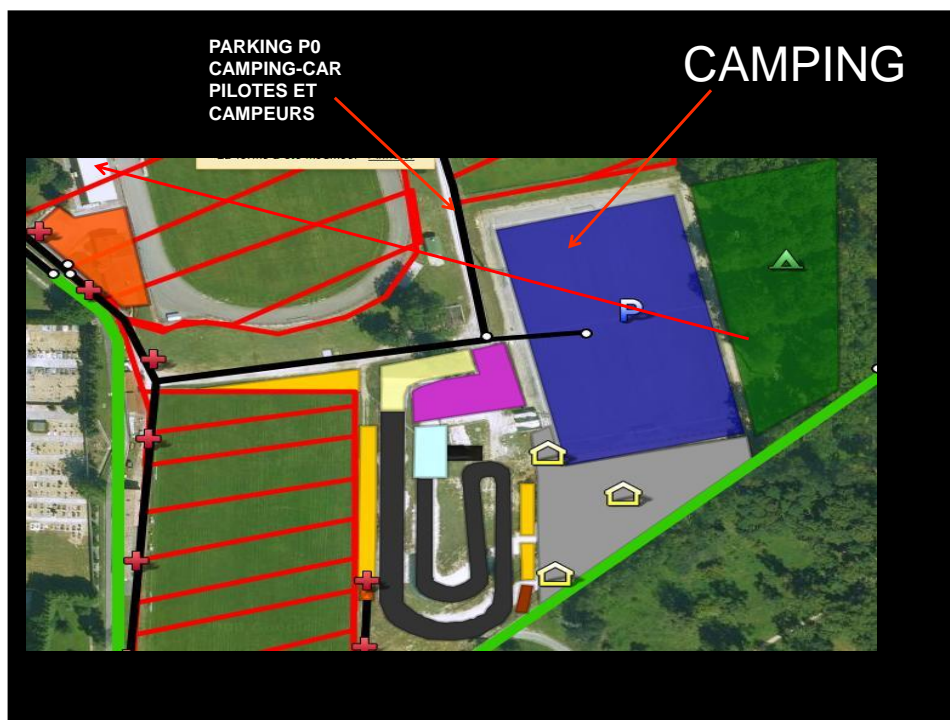 PARKING P0
CAMPING-CAR
PILOTES ET
CAMPEURS
CAMPING
P